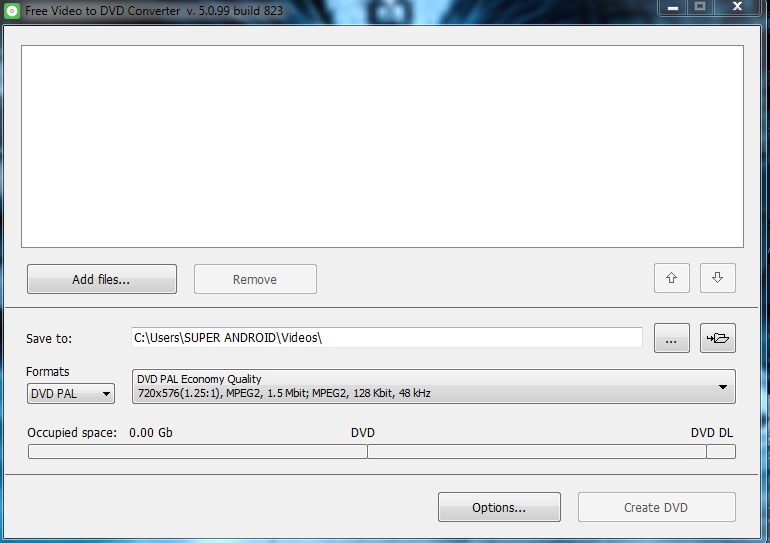 Free Video to DVD Converter v. 5.0.99 build 823
Add files...
Remove
Save to:
C:\Users\SUPER ANDROID\Videos\
...
Formats
DVD PAL
DVD PAL Economy Quality
720x576(1.25:1), MPEG2, 1.5 Mbit; MPEG2, 128 Kbit, 48 kHz
Occupied space: 0.00 Gb DVD DVD DL
Options... Create DVD